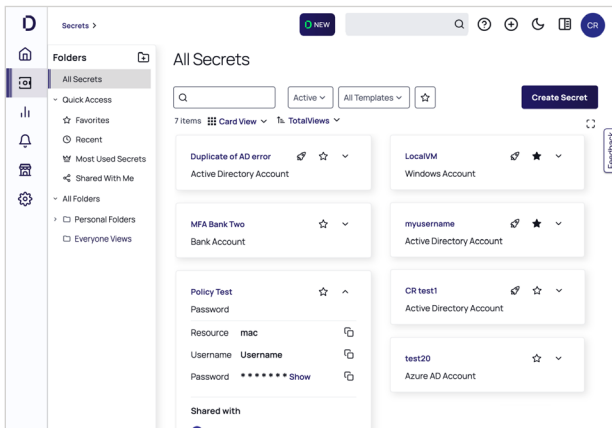 Secrets >
NEW
CR
Folders
All Secrets
Quick Access
Favorites
Recent
Most Used Secrets
Shared With Me
All Folders
Personal Folders
Everyone Views
All Secrets
Active
All Templates
Create Secret
7 items Card View TotalViews
Feedback
Duplicate of AD error
Active Directory Account
LocalVM
Windows Account
MFA Bank Two
Bank Account
myusername
Active Directory Account
Policy Test
Password
Resource mac
Username Username
Password ******* Show
Shared with
CR test1
Active Directory Account
test20
Azure AD Account